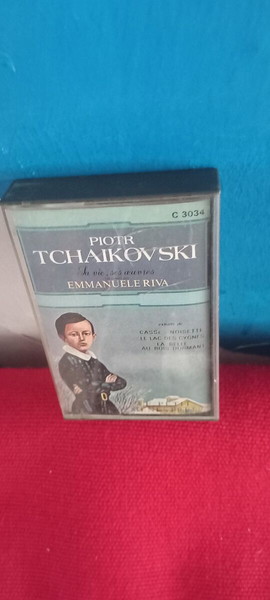 C 3034
PIOTR
TCHAIKOVSKI
Sa vie, ses œuvres
EMMANUELE RIVA
CASSE - NOISETTE
LE LAC DES CYGNES
LA BELLE
AU BOIS DORMANT